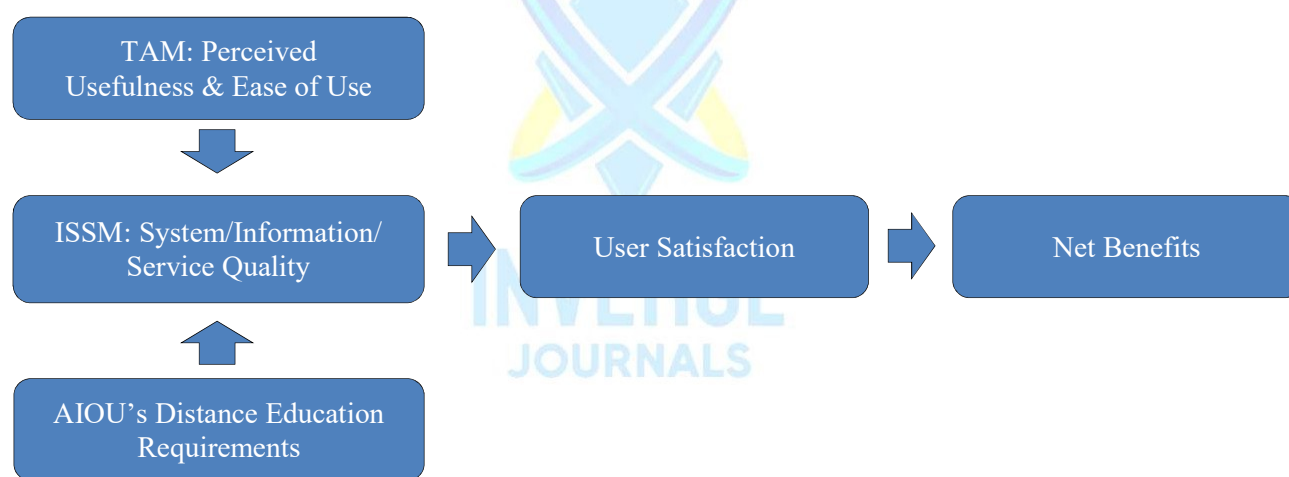 TAM: Perceived
Usefulness & Ease of Use
ISSM: System/Information/
Service Quality
User Satisfaction
Net Benefits
JOURNALS
AIOU’s Distance Education
Requirements